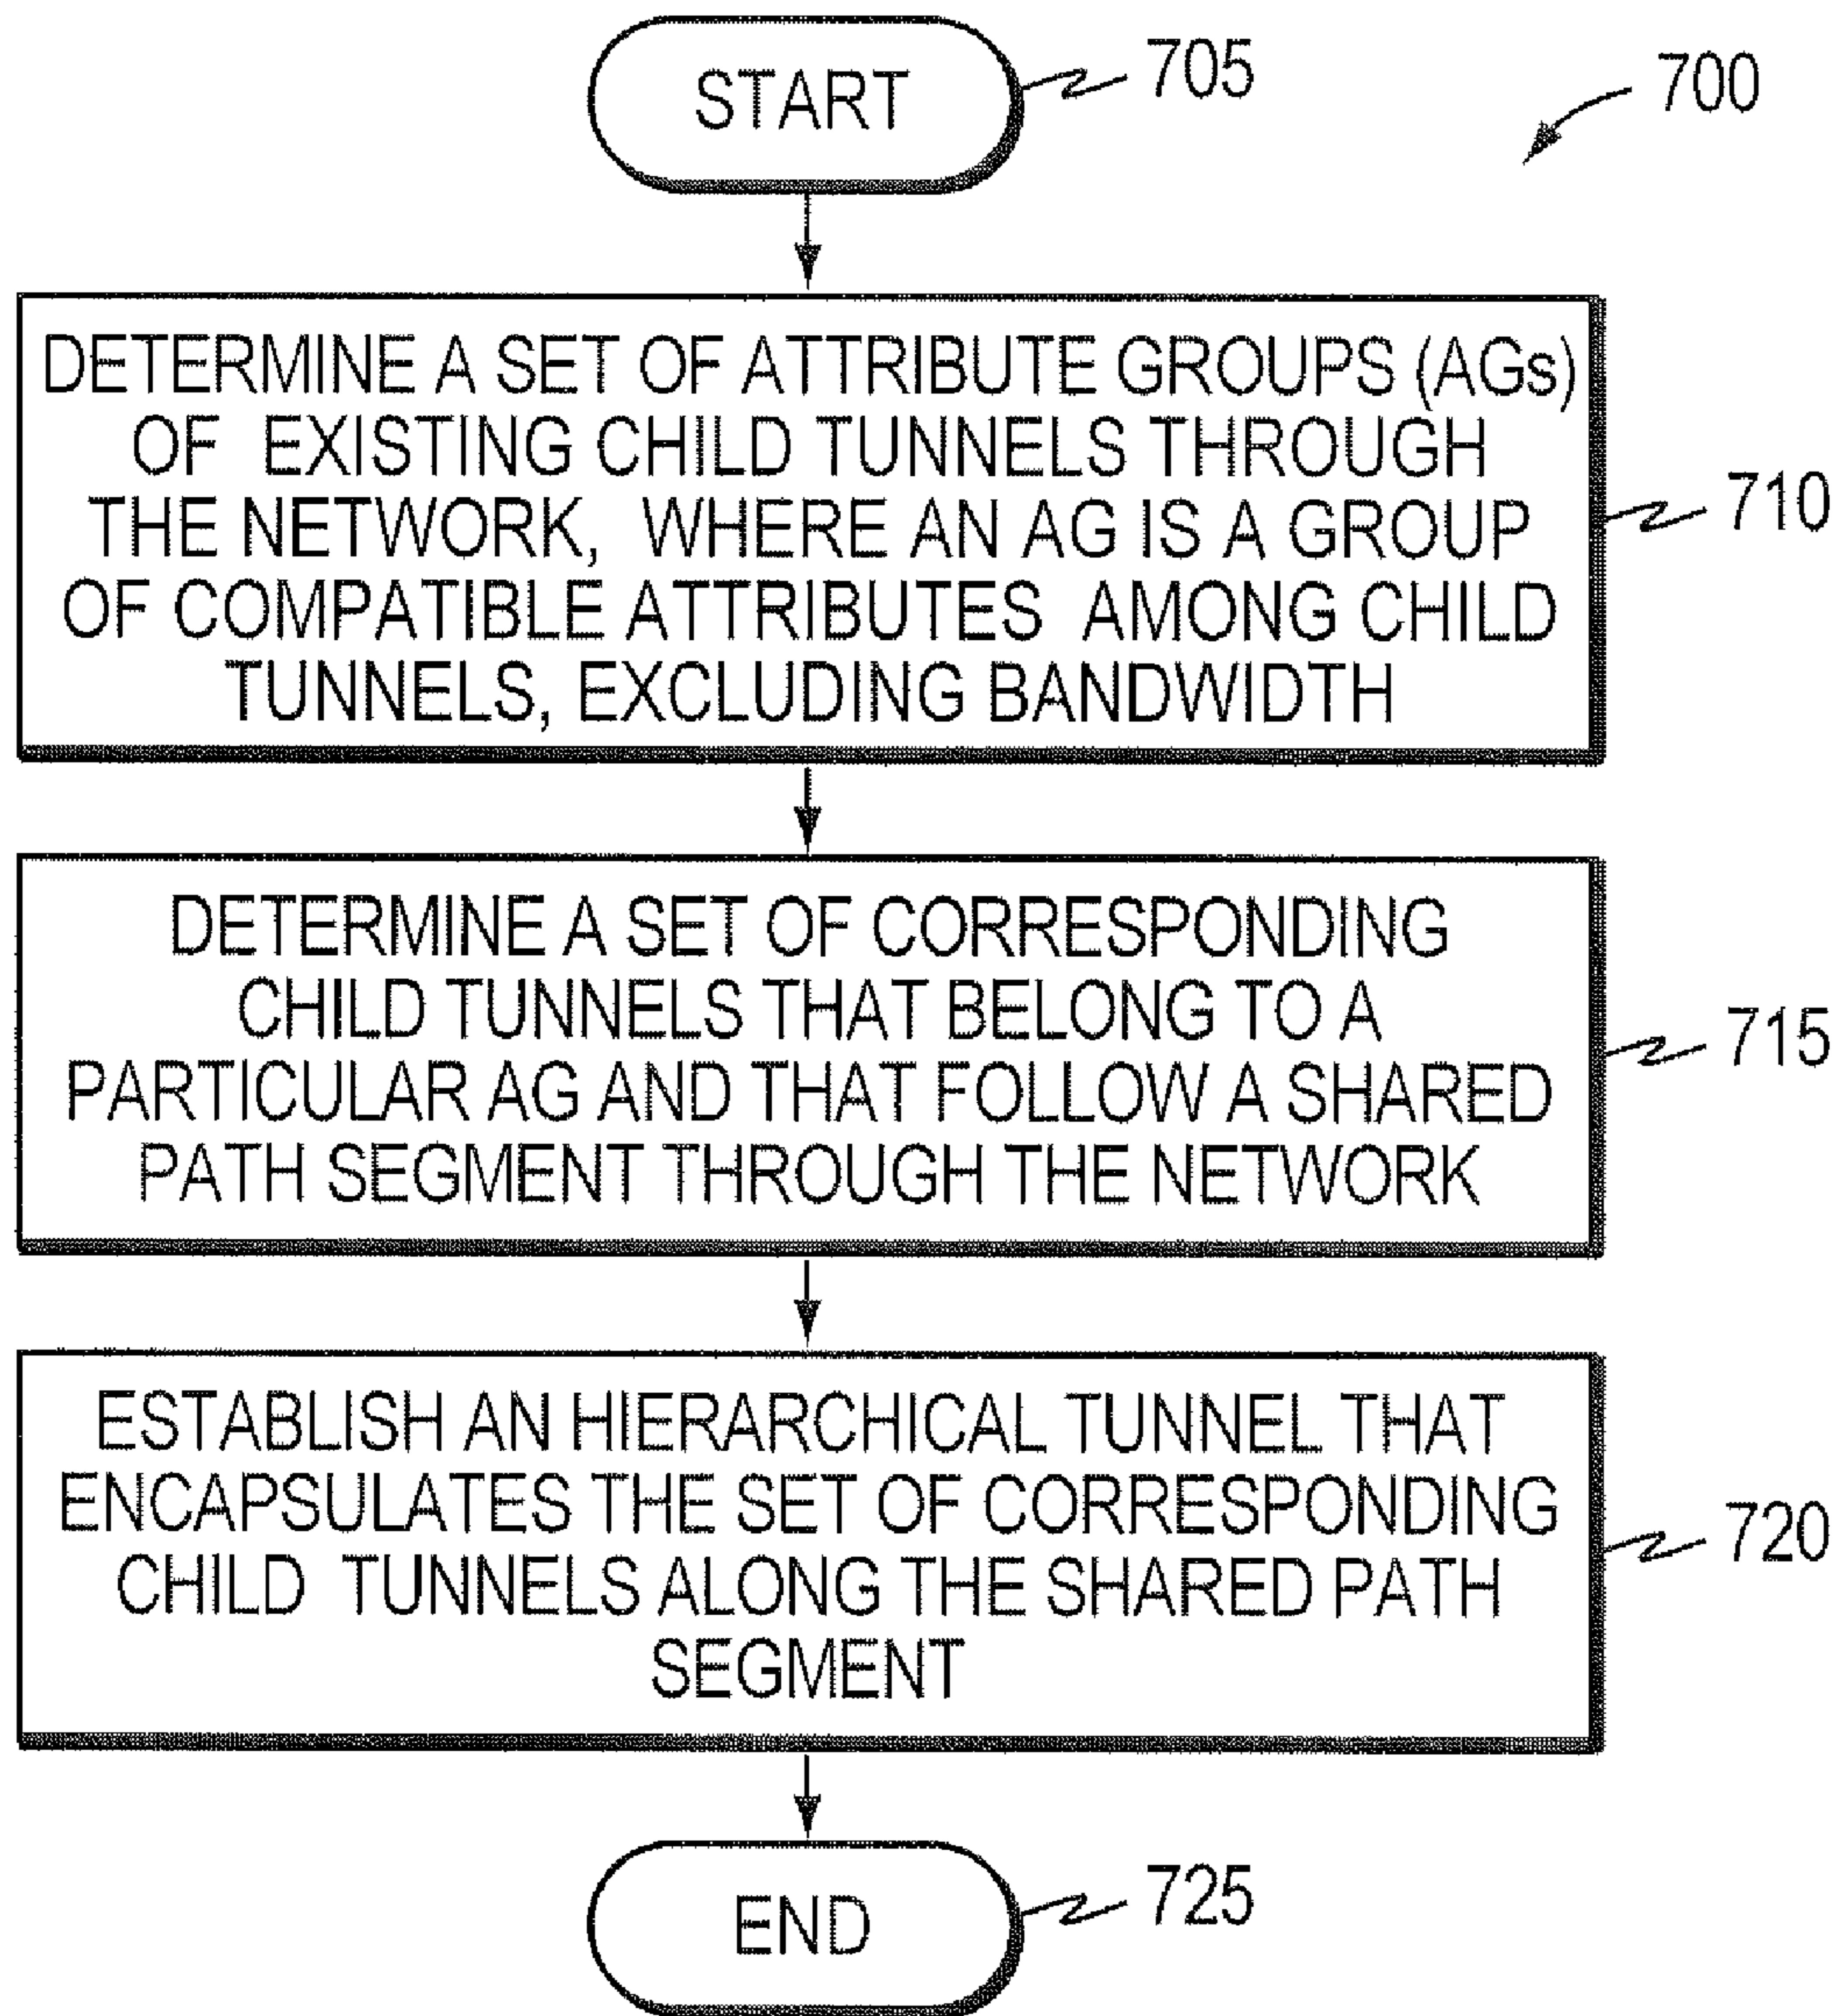 START
705
700
DETERMINE A SET OF ATTRIBUTE GROUPS (AGs)
OF EXISTING CHILD TUNNELS THROUGH
THE NETWORK, WHERE AN AG IS A GROUP
OF COMPATIBLE ATTRIBUTES AMONG CHILD
TUNNELS, EXCLUDING BANDWIDTH
710
DETERMINE A SET OF CORRESPONDING
CHILD TUNNELS THAT BELONG TO A
PARTICULAR AG AND THAT FOLLOW A SHARED
PATH SEGMENT THROUGH THE NETWORK
715
ESTABLISH AN HIERARCHICAL TUNNEL THAT
ENCAPSULATES THE SET OF CORRESPONDING
CHILD TUNNELS ALONG THE SHARED PATH
SEGMENT
720
END
725